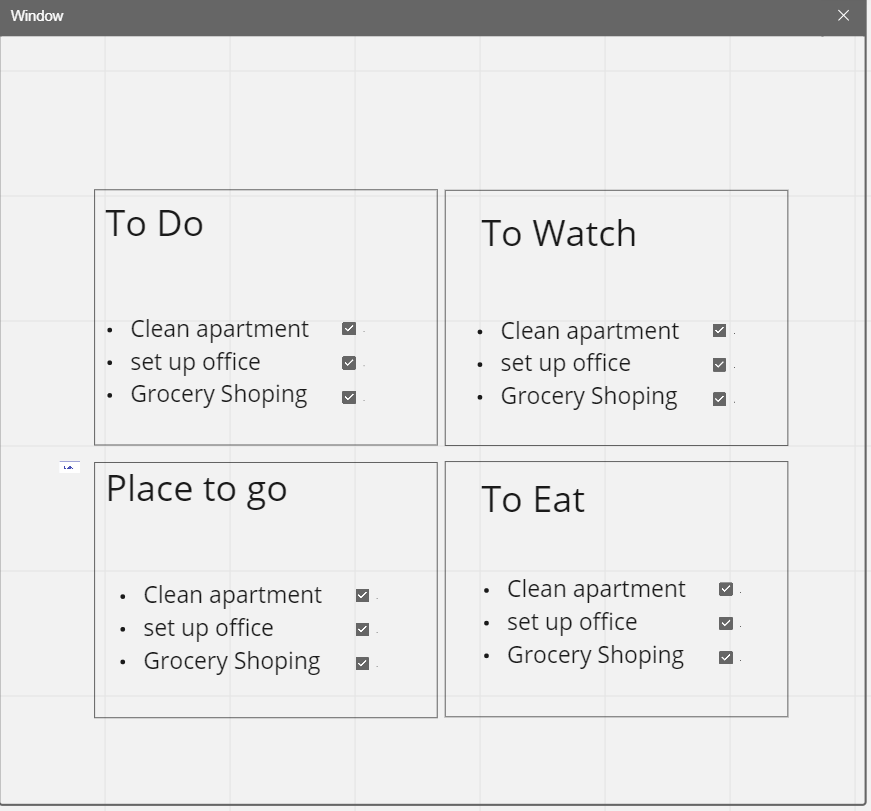 Window
To Do
Clean apartment
set up office
Grocery Shoping
To Watch
Clean apartment
set up office
Grocery Shoping
Place to go
Clean apartment
set up office
Grocery Shoping
To Eat
Clean apartment
set up office
Grocery Shoping